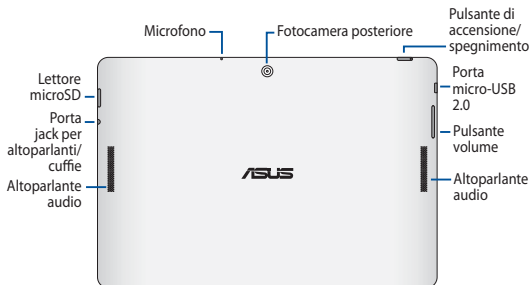 Microfono
Fotocamera posteriore
Pulsante di
accensione/
spegnimento
Lettore
microSD
Porta
jack per
altoparlanti/
cuffie
Altoparlante
audio
ASUS
Porta
micro-USB
2.0
Pulsante
volume
Altoparlante
audio